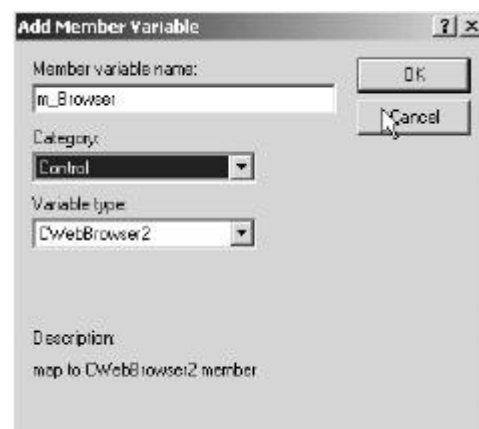 Add Member Variable
Member variable name:
OK
m_Browser
Cancel
Category:
Control
Variable type:
CWebBrowser2
Description:
map to CWebBrowser2 member